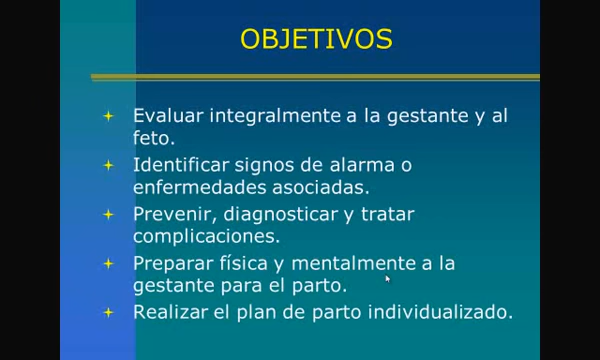 OBJETIVOS
Evaluar integralmente a la gestante y al
feto.
Identificar signos de alarma o
enfermedades asociadas.
Prevenir, diagnosticar y tratar
complicaciones.
Preparar física y mentalmente a la
gestante para el parto.
Realizar el plan de parto individualizado.